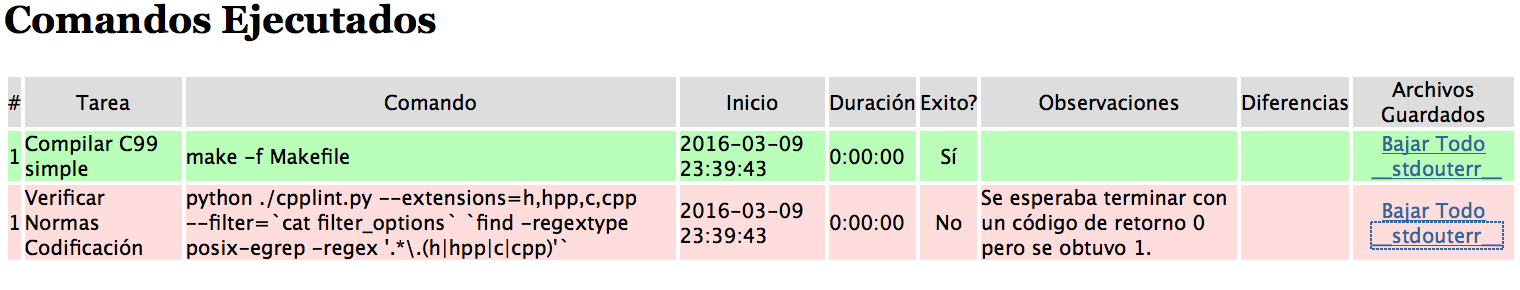 Comandos Ejecutados
# Tarea Comando Inicio Duración Exito? Observaciones Diferencias Archivos Guardados
1 Compilar C99 simple make -f Makefile 2016-03-09 23:39:43 0:00:00 Sí Bajar Todo __stdouterr__
1 Verificar Normas Codificación python ./cpplint.py --extensions=h,hpp,c,cpp --filter=`cat filter_options` `find -regextype posix-egrep -regex '.*\.(h|hpp|c|cpp)'` 2016-03-09 23:39:43 0:00:00 No Se esperaba terminar con un código de retorno 0 pero se obtuvo 1. Bajar Todo __stdouterr__